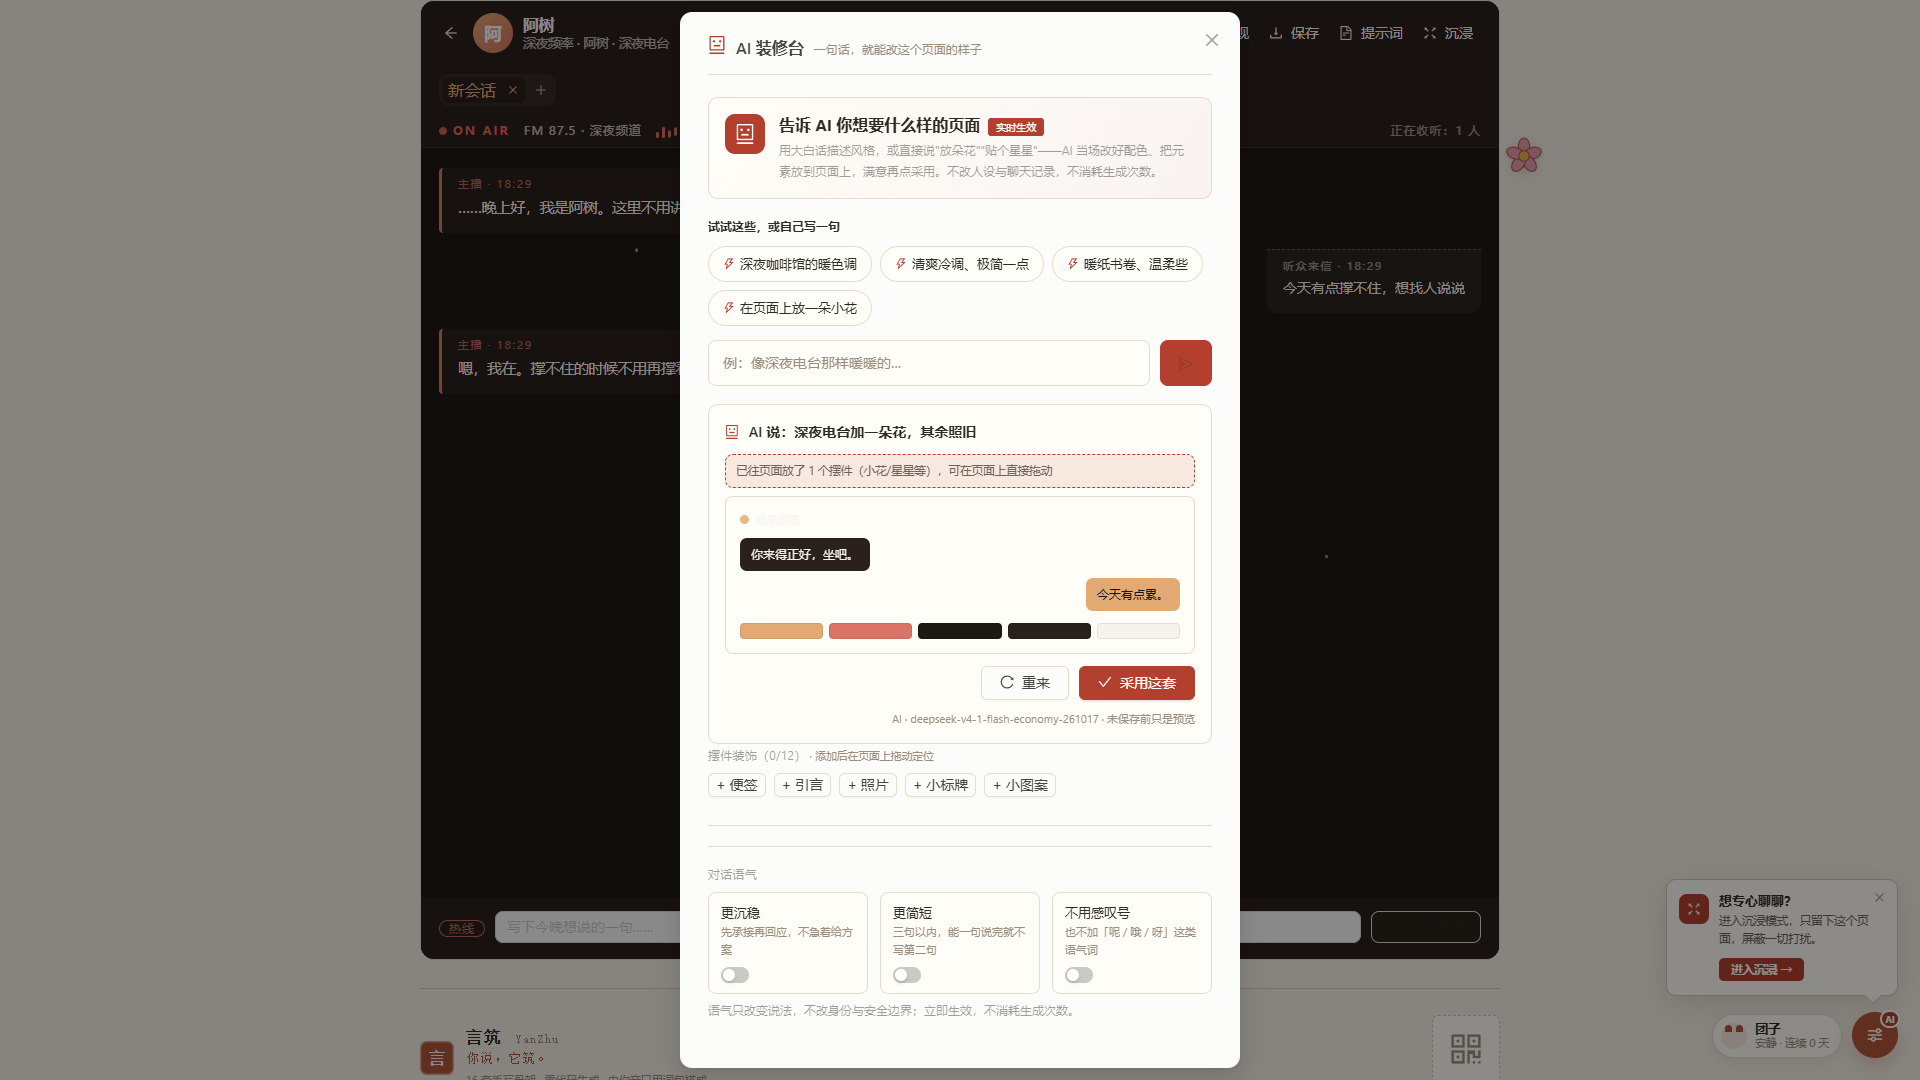 阿
阿树
深夜频率 · 阿树 · 深夜电台
保存
提示词
沉浸
新会话
ON AIR
FM 87.5 · 深夜频道
正在收听：1 人
主播 · 18:29
……晚上好，我是阿树。这里不用
听众来信 · 18:29
今天有点撑不住，想找人说说
主播 · 18:29
嗯，我在。撑不住的时候不用再撑
热线
写下今晚想说的一句……
AI 装修台 一句话，就能改这个页面的样子
告诉 AI 你想要什么样的页面 实时生效
用大白话描述风格，或直接说“放朵花”“贴个星星”——AI 当场改好配色、把元
素放到页面上，满意再点采用。不改人设与聊天记录，不消耗生成次数。
试试这些，或自己写一句
深夜咖啡馆的暖色调
清爽冷调、极简一点
暖纸书卷、温柔些
在页面上放一朵小花
例：像深夜电台那样暖暖的...
AI 说：深夜电台加一朵花，其余照旧
已往页面放了 1 个摆件（小花/星星等），可在页面上直接拖动
效果预览
你来得正好，坐吧。
今天有点累。
重来
采用这套
AI · deepseek-v4-1-flash-economy-261017 · 未保存前只是预览
摆件装饰（0/12） · 添加后在页面上拖动定位
+ 便签
+ 引言
+ 照片
+ 小标牌
+ 小图案
对话语气
更沉稳
先承接再回应，不急着给方
案
更简短
三句以内，能一句说完就不
写第二句
不用感叹号
也不加「呢 / 哦 / 呀」这类
语气词
语气只改变说法，不改身份与安全边界；立即生效，不消耗生成次数。
想专心聊聊？
进入沉浸模式，只留下这个页
面，屏蔽一切打扰。
进入沉浸 →
团子
安静 · 连续 0 天
AI
言
言筑 YanZhu
你说，它筑。